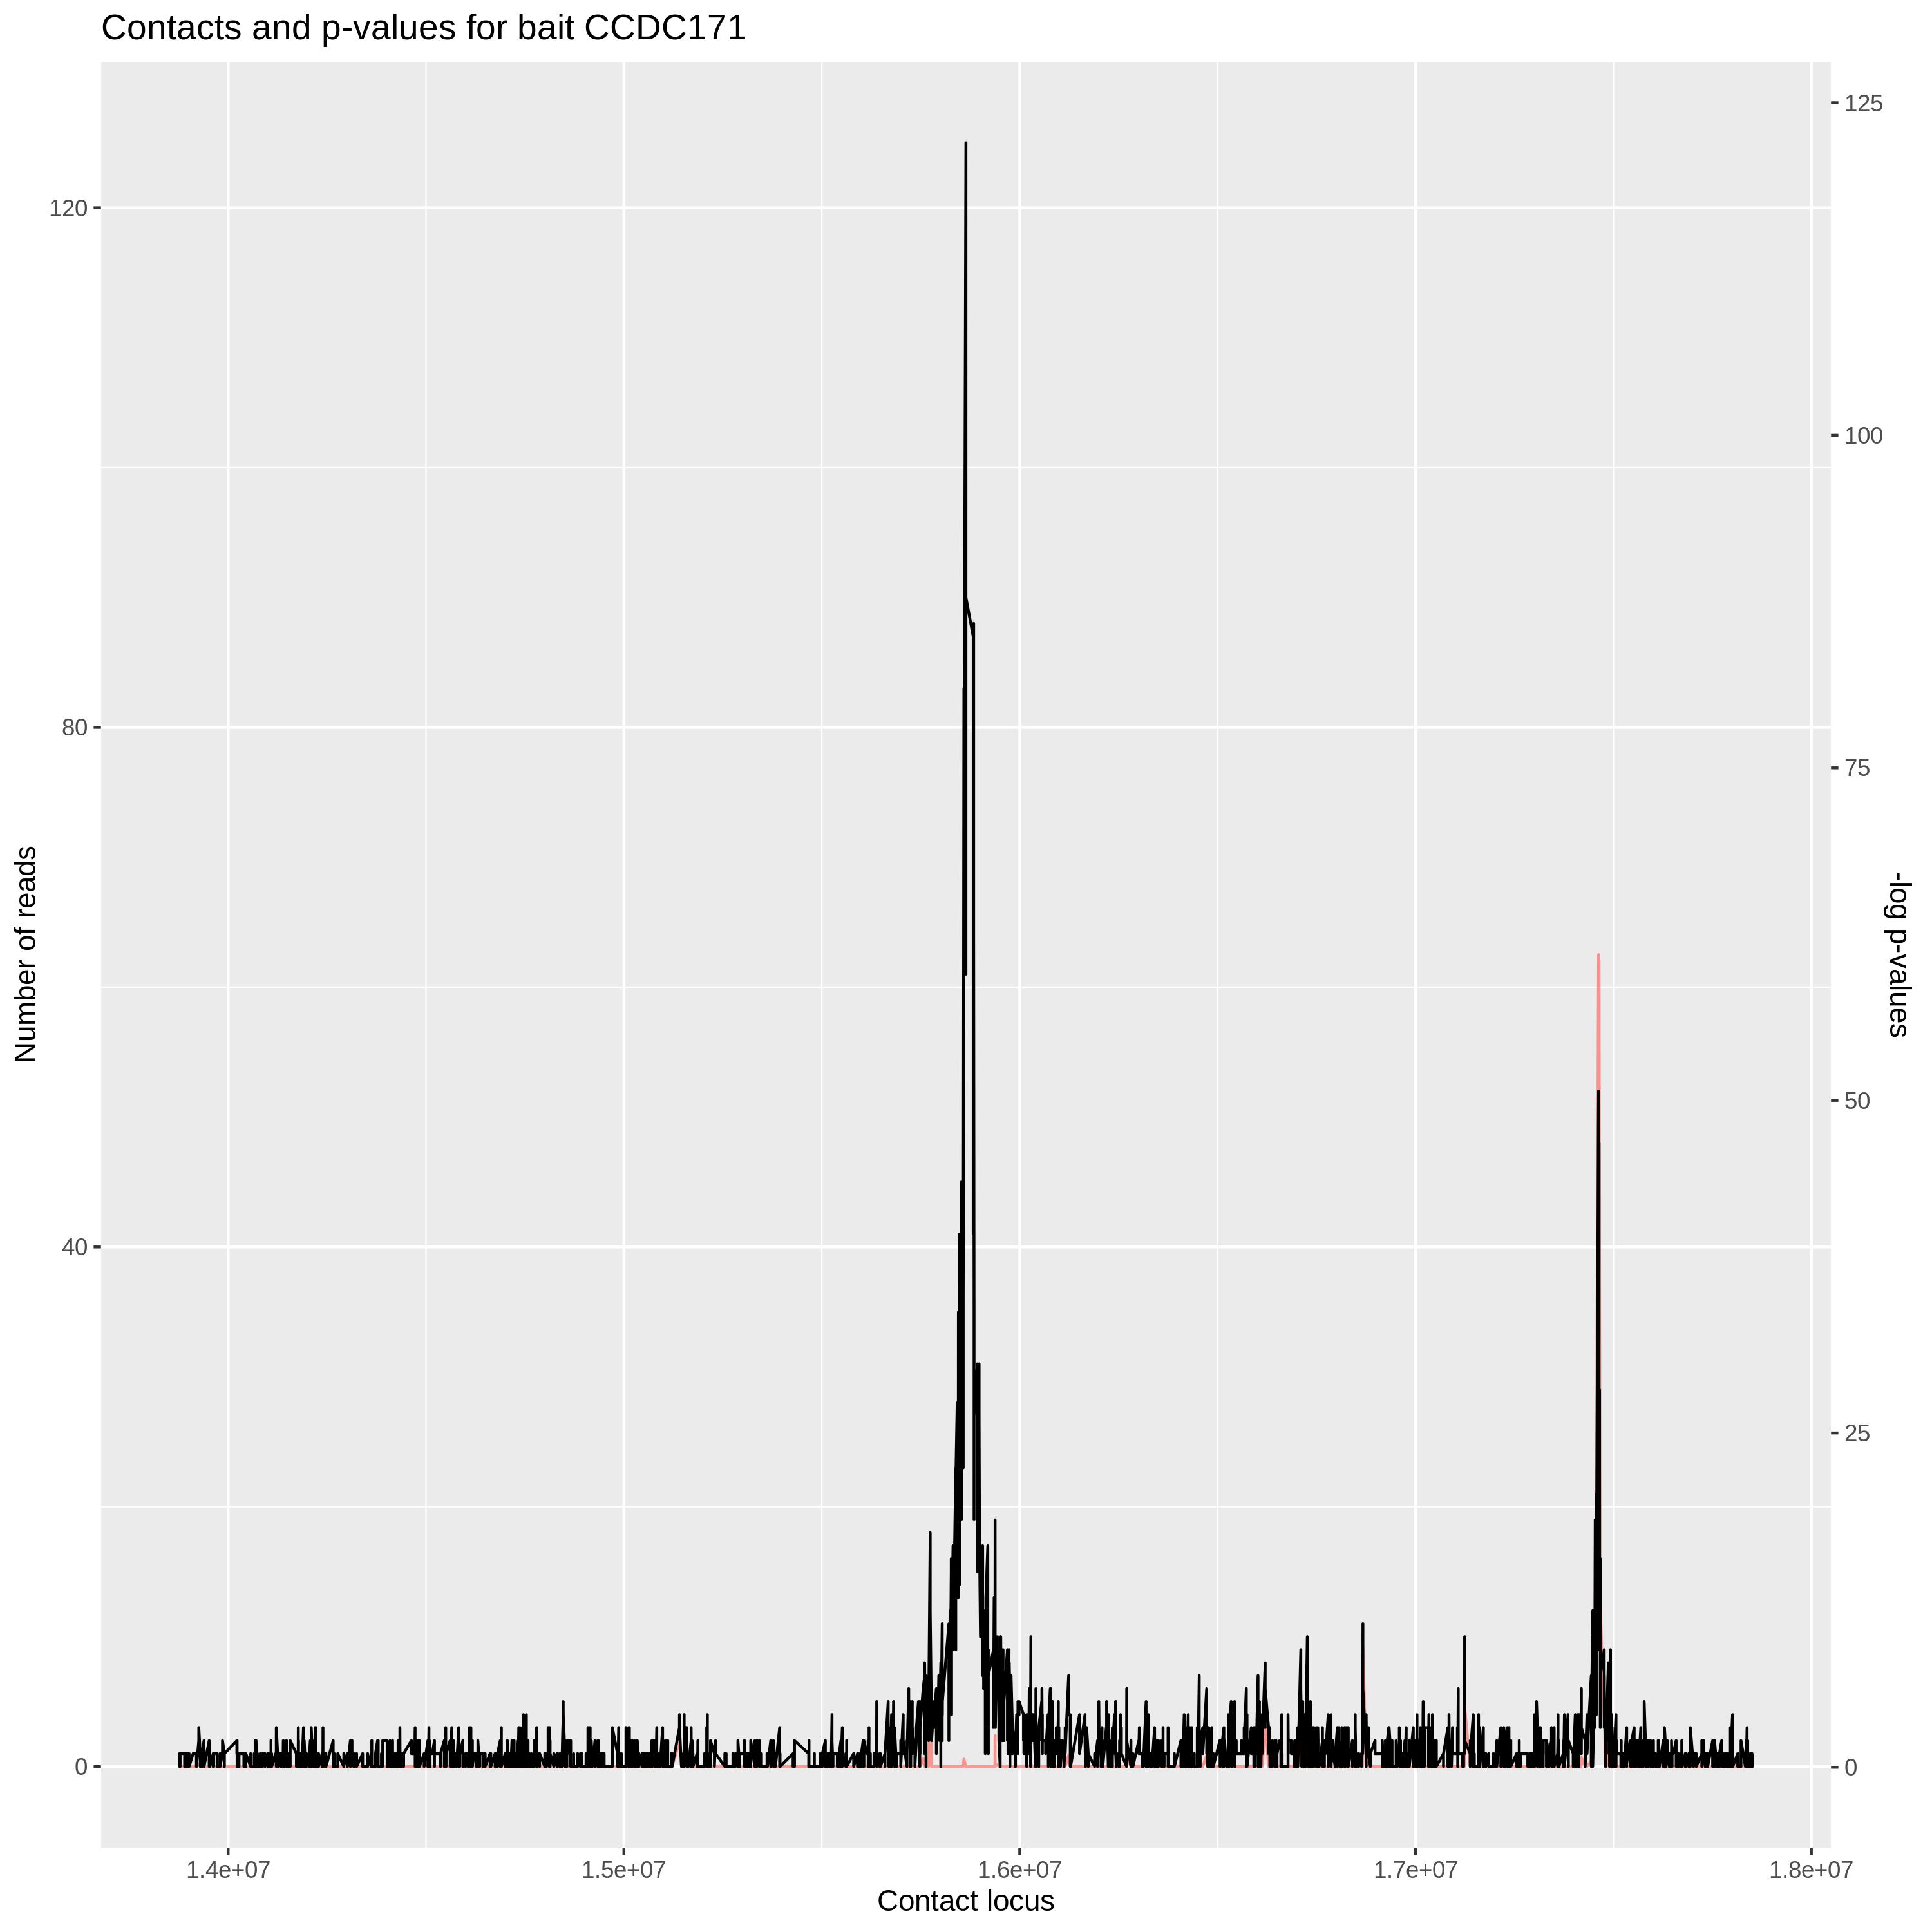 Contacts and p-values for bait CCDC171
Number of reads
120
80
40
0
125
100
75
50
25
0
-log p-values
1.4e+07 1.5e+07 1.6e+07 1.7e+07 1.8e+07
Contact locus